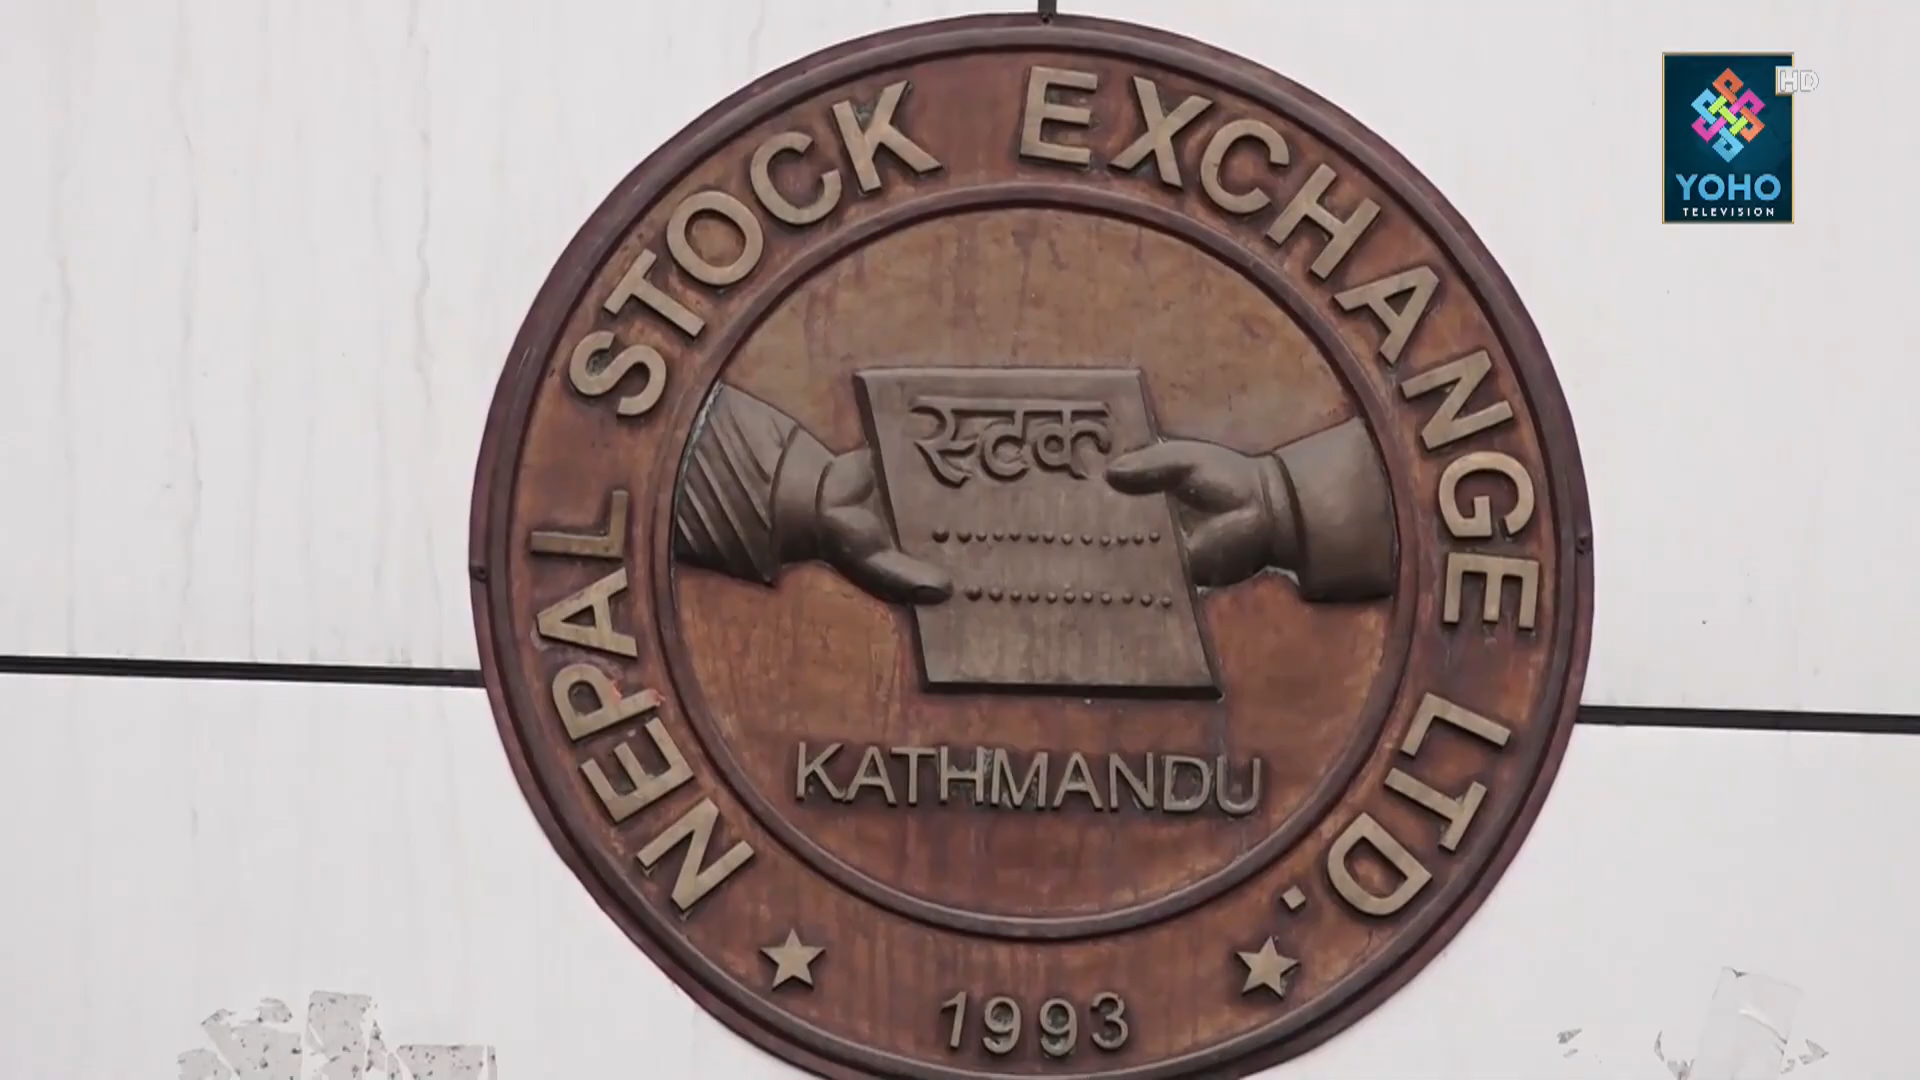 NEPAL STOCK EXCHANGE LTD.
स्टक
KATHMANDU
1993
HD
YOHO
TELEVISION